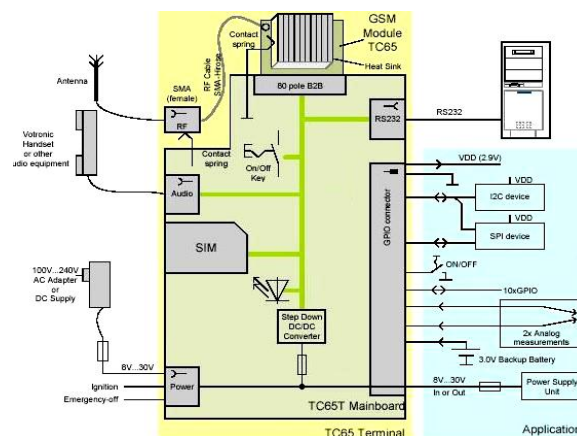 GSM
Module
TC65
Contact
spring
Heat Sink
RF Cable
SMA-Hirose
Antenna
SMA
(female)
RF
80 pole B2B
RS232
RS232
Contact
spring
Votronic
Handset
or other
udio equipment
On/Off
Key
Audio
SIM
GPIO connector
VDD (2.9V)
VDD
I2C device
VDD
SPI device
ON/OFF
10xGPIO
2x Analog
measurements
3.0V Backup Battery
100V...240V
AC Adapter
or
DC Supply
Step Down
DC/DC
Converter
8V...30V
Power
Ignition
Emergency-off
8V...30V
In or Out
Power Supply
Unit
TC65T Mainboard
TC65 Terminal
Application